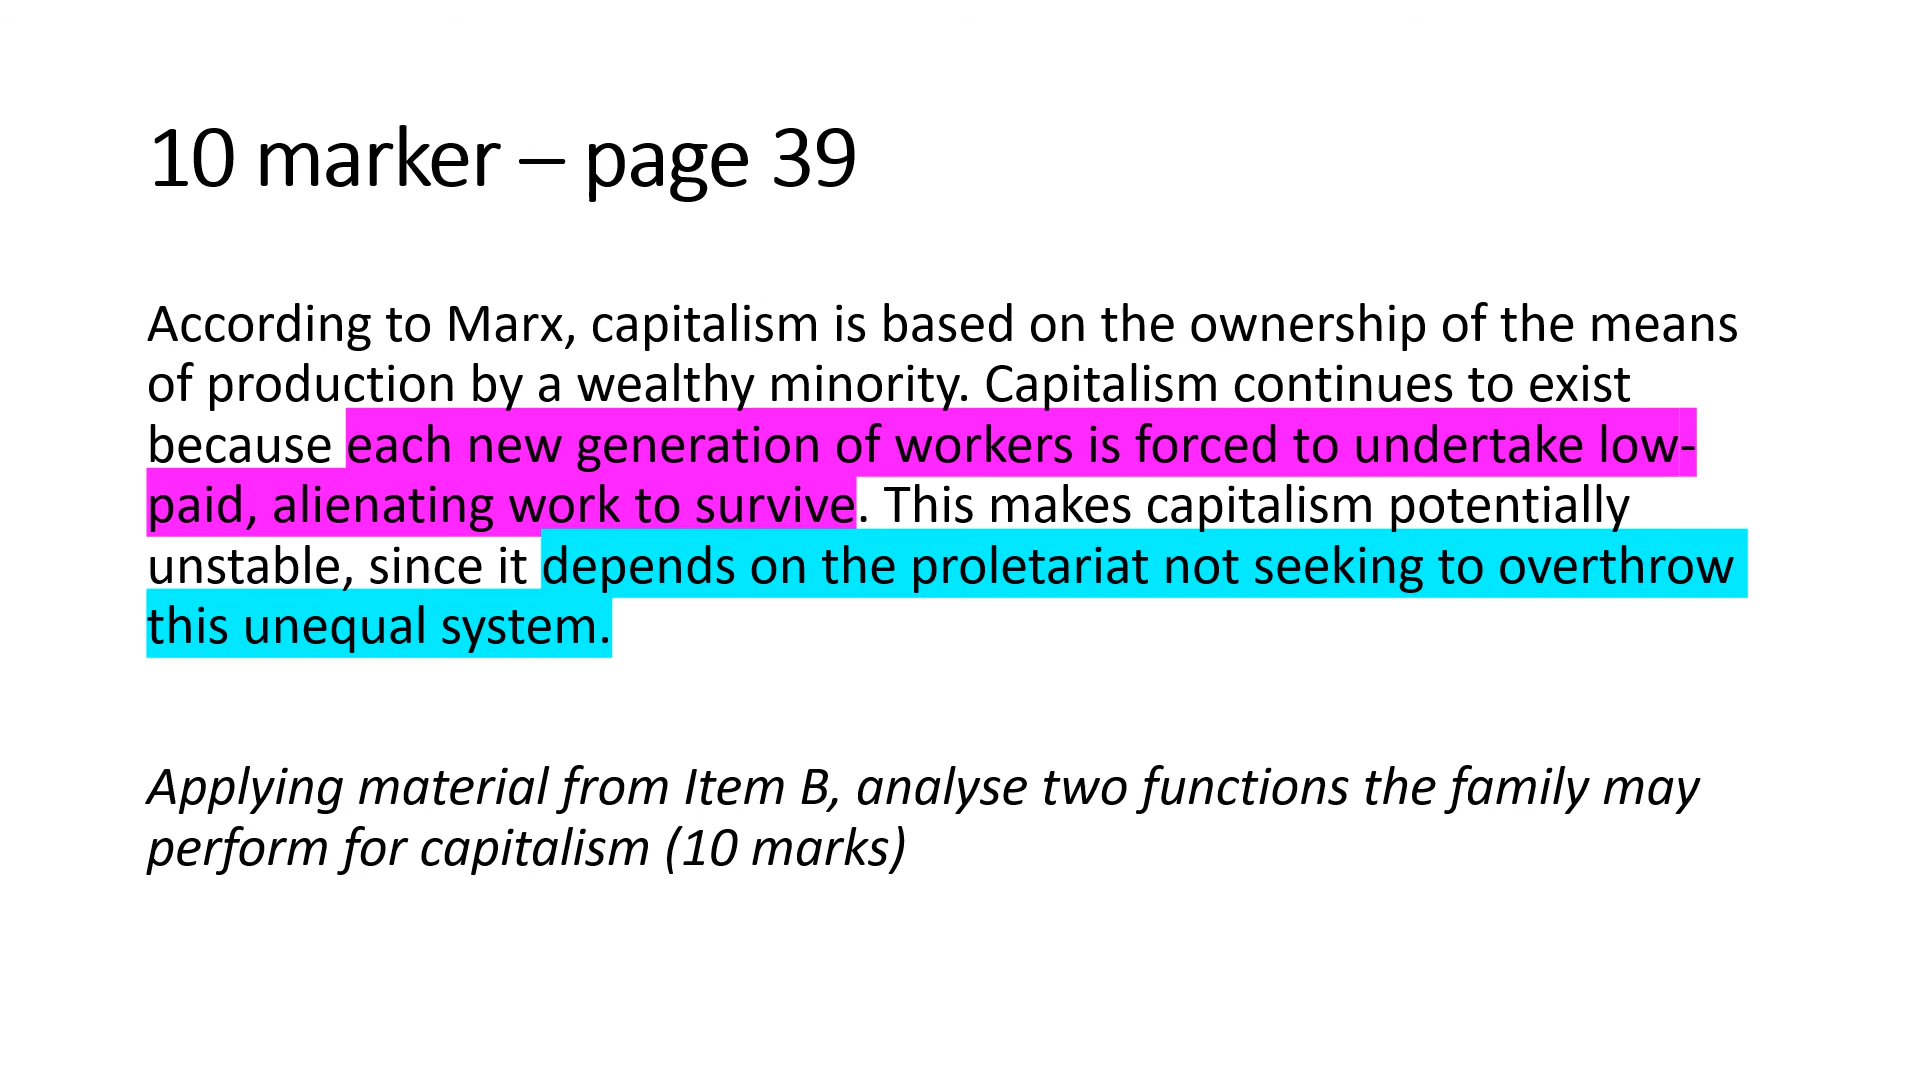 10 marker – page 39
According to Marx, capitalism is based on the ownership of the means
of production by a wealthy minority. Capitalism continues to exist
because each new generation of workers is forced to undertake low-
paid, alienating work to survive. This makes capitalism potentially
unstable, since it depends on the proletariat not seeking to overthrow
this unequal system.
Applying material from Item B, analyse two functions the family may
perform for capitalism (10 marks)